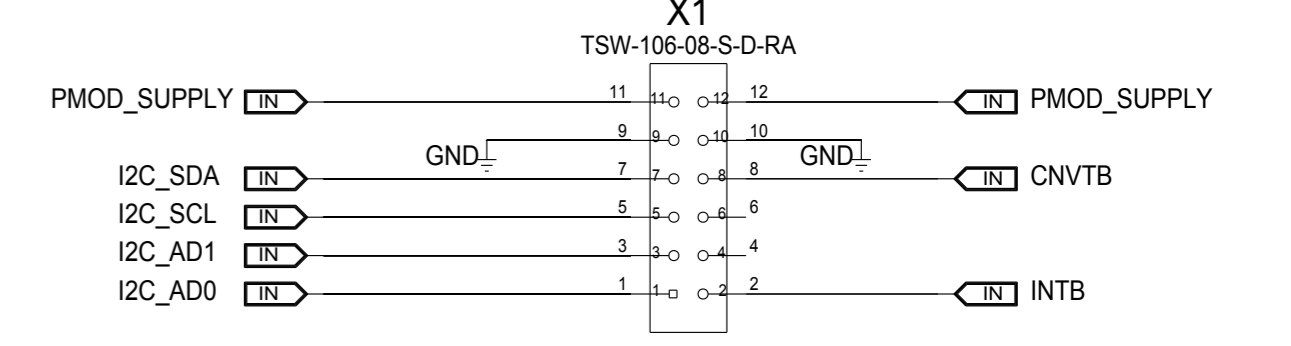 X1
TSW-106-08-S-D-RA
PMOD_SUPPLY IN 11 11 12 12 IN PMOD_SUPPLY
GND 9 9 10 10 GND
I2C_SDA IN 7 7 8 8 IN CNVTB
I2C_SCL IN 5 5 6 6
I2C_AD1 IN 3 3 4 4
I2C_AD0 IN 1 1 2 2 IN INTB